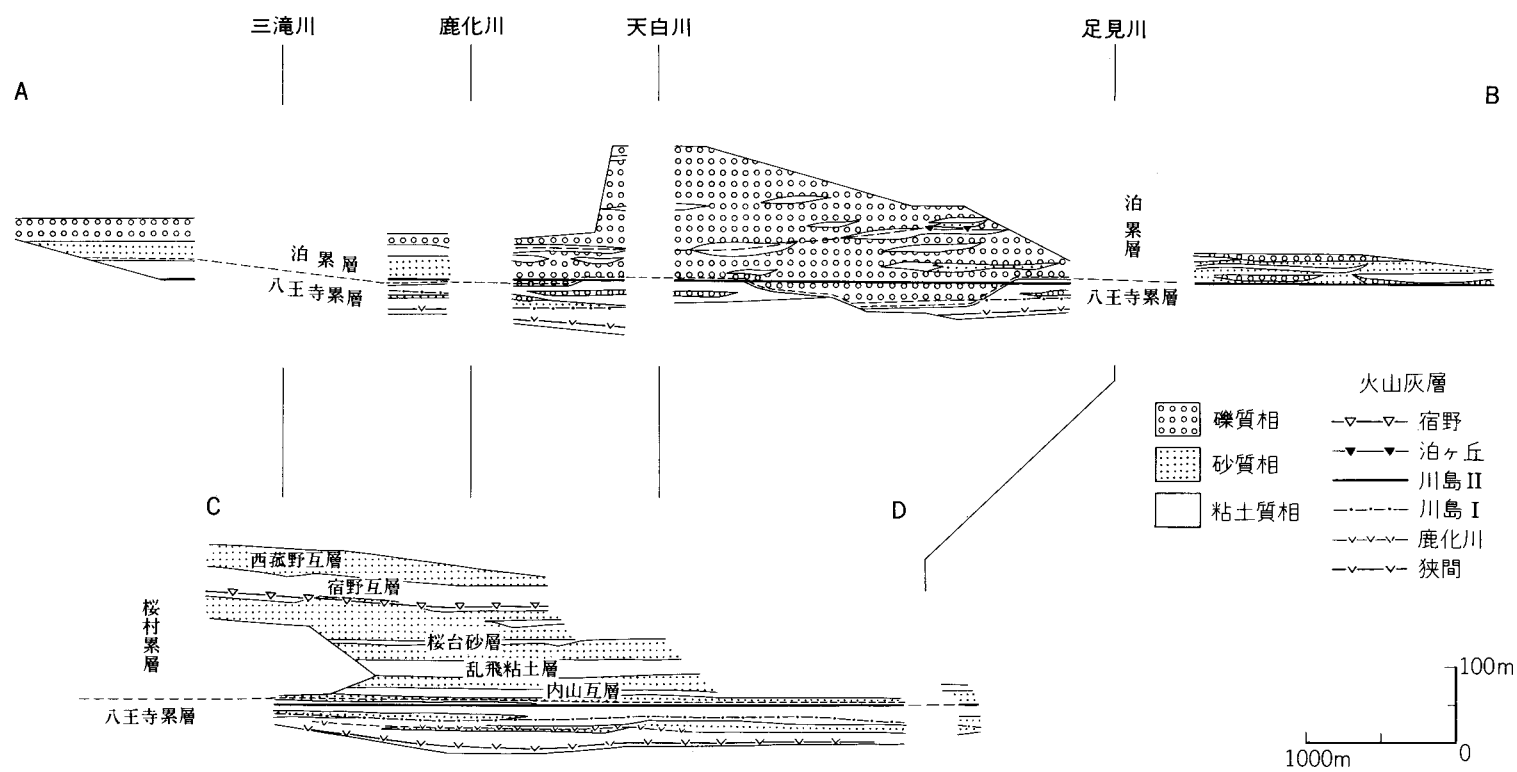 三滝川
鹿化川
天白川
足見川
A
B
泊累層
八王寺累層
泊累層
八王寺累層
火山灰層
礫質相
砂質相
粘土質相
宿野
泊ヶ丘
川島 II
川島 I
鹿化川
狭間
C
D
西菰野互層
宿野互層
桜村累層
桜台砂層
乱飛粘土層
内山互層
八王寺累層
100m
0
1000m